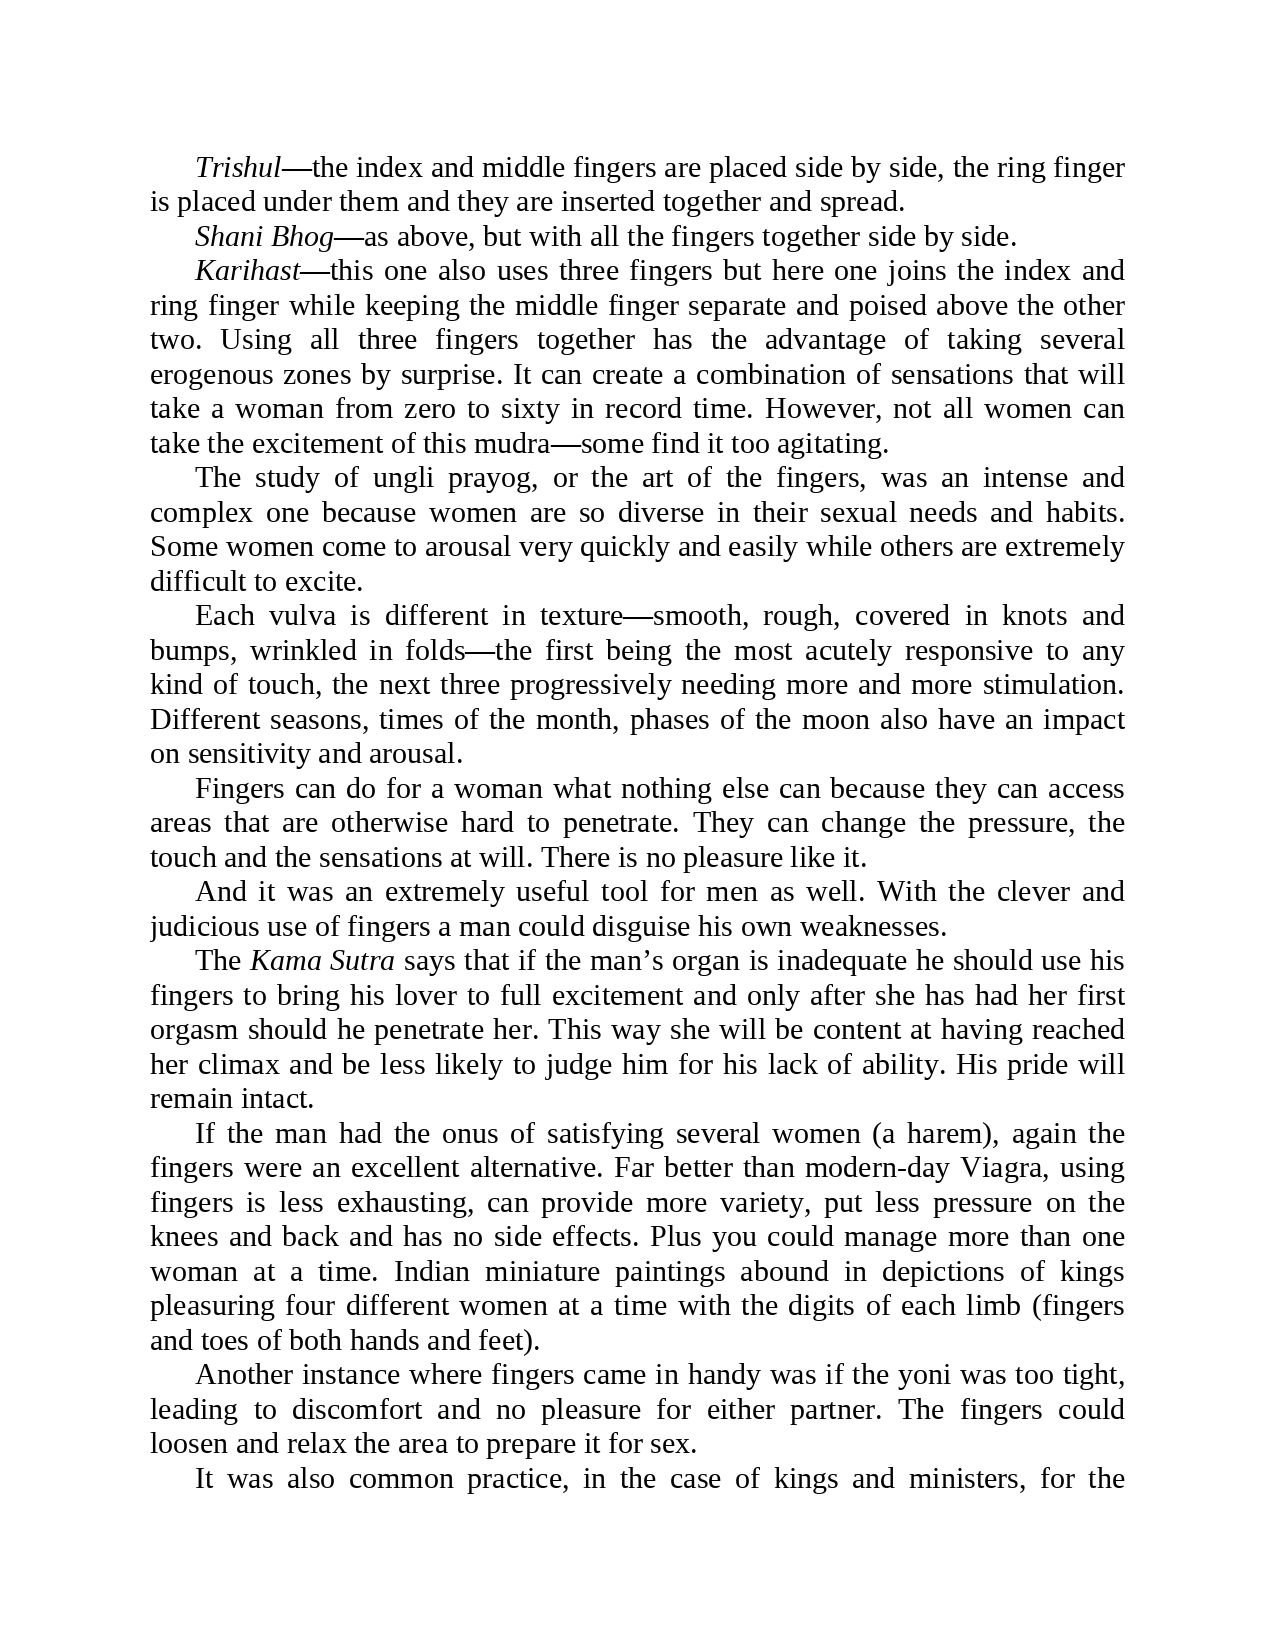 Trishul—the index and middle fingers are placed side by side, the ring finger
is placed under them and they are inserted together and spread.
Shani Bhog—as above, but with all the fingers together side by side.
Karihast—this one also uses three fingers but here one joins the index and
ring finger while keeping the middle finger separate and poised above the other
two. Using all three fingers together has the advantage of taking several
erogenous zones by surprise. It can create a combination of sensations that will
take a woman from zero to sixty in record time. However, not all women can
take the excitement of this mudra—some find it too agitating.
The study of ungli prayog, or the art of the fingers, was an intense and
complex one because women are so diverse in their sexual needs and habits.
Some women come to arousal very quickly and easily while others are extremely
difficult to excite.
Each vulva is different in texture—smooth, rough, covered in knots and
bumps, wrinkled in folds—the first being the most acutely responsive to any
kind of touch, the next three progressively needing more and more stimulation.
Different seasons, times of the month, phases of the moon also have an impact
on sensitivity and arousal.
Fingers can do for a woman what nothing else can because they can access
areas that are otherwise hard to penetrate. They can change the pressure, the
touch and the sensations at will. There is no pleasure like it.
And it was an extremely useful tool for men as well. With the clever and
judicious use of fingers a man could disguise his own weaknesses.
The Kama Sutra says that if the man’s organ is inadequate he should use his
fingers to bring his lover to full excitement and only after she has had her first
orgasm should he penetrate her. This way she will be content at having reached
her climax and be less likely to judge him for his lack of ability. His pride will
remain intact.
If the man had the onus of satisfying several women (a harem), again the
fingers were an excellent alternative. Far better than modern-day Viagra, using
fingers is less exhausting, can provide more variety, put less pressure on the
knees and back and has no side effects. Plus you could manage more than one
woman at a time. Indian miniature paintings abound in depictions of kings
pleasuring four different women at a time with the digits of each limb (fingers
and toes of both hands and feet).
Another instance where fingers came in handy was if the yoni was too tight,
leading to discomfort and no pleasure for either partner. The fingers could
loosen and relax the area to prepare it for sex.
It was also common practice, in the case of kings and ministers, for the